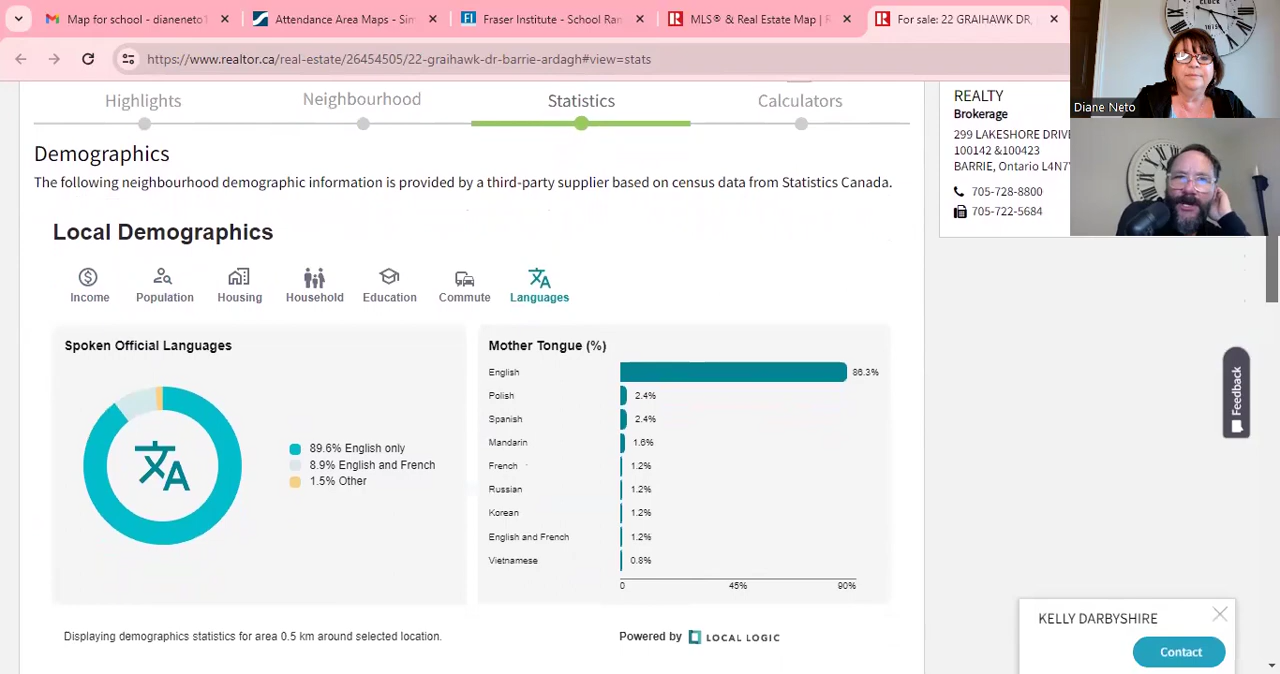 Map for school - dianeneto1
Attendance Area Maps - Sim
Fraser Institute - School Ran
MLS® & Real Estate Map | R
For sale: 22 GRAIHAWK DR,
https://www.realtor.ca/real-estate/26454505/22-graihawk-dr-barrie-ardagh#view=stats
Highlights
Neighbourhood
Statistics
Calculators
Demographics
The following neighbourhood demographic information is provided by a third-party supplier based on census data from Statistics Canada.
Local Demographics
Income
Population
Housing
Household
Education
Commute
Languages
Spoken Official Languages
89.6% English only
8.9% English and French
1.5% Other
Mother Tongue (%)
English 86.3%
Polish 2.4%
Spanish 2.4%
Mandarin 1.6%
French 1.2%
Russian 1.2%
Korean 1.2%
English and French 1.2%
Vietnamese 0.8%
0 45% 90%
Displaying demographics statistics for area 0.5 km around selected location.
Powered by LOCAL LOGIC
REALTY
Brokerage
299 LAKESHORE DRIVE
100142 &100423
BARRIE, Ontario L4N7
705-728-8800
705-722-5684
Diane Neto
Feedback
KELLY DARBYSHIRE
Contact